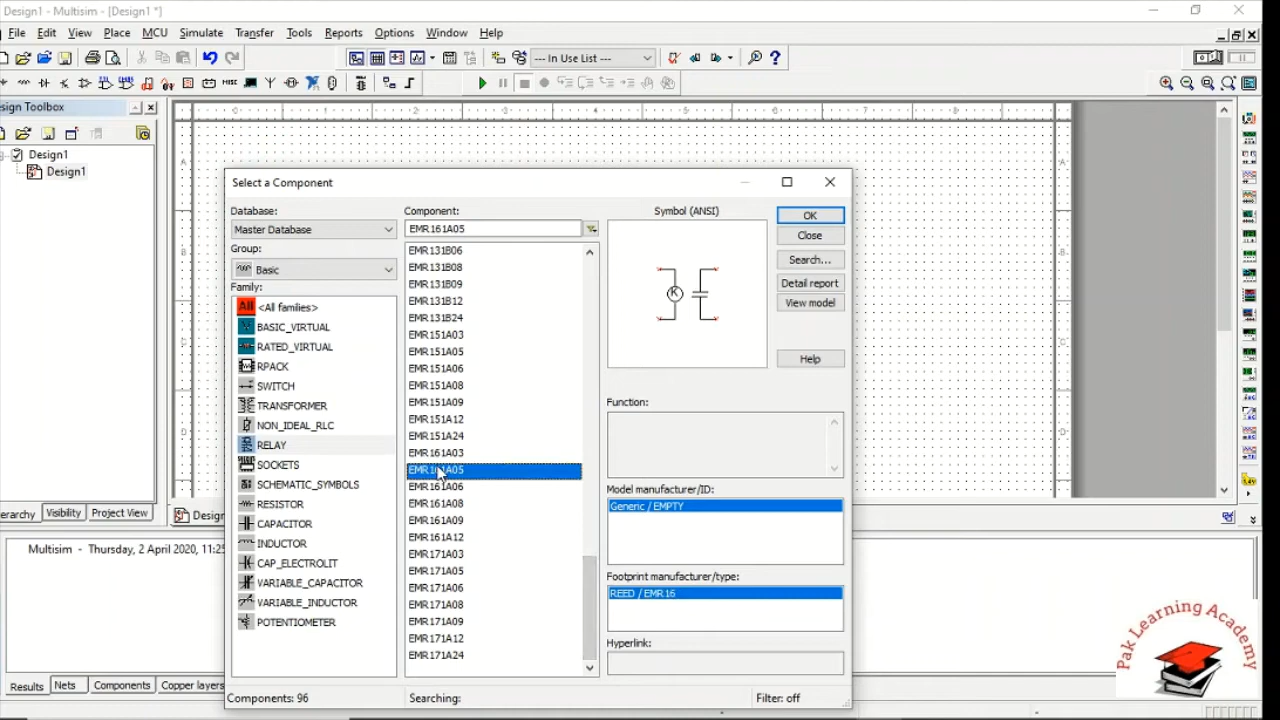 Design1 - Multisim - [Design1 *]
File Edit View Place MCU Simulate Transfer Tools Reports Options Window Help
--- In Use List ---
esign Toolbox
Design1
Design1
Select a Component
Database:
Master Database
Group:
Basic
Family:
All <All families>
BASIC_VIRTUAL
RATED_VIRTUAL
RPACK
SWITCH
TRANSFORMER
NON_IDEAL_RLC
RELAY
SOCKETS
SCHEMATIC_SYMBOLS
RESISTOR
CAPACITOR
INDUCTOR
CAP_ELECTROLIT
VARIABLE_CAPACITOR
VARIABLE_INDUCTOR
POTENTIOMETER
Component:
EMR161A05
EMR131B06
EMR131B08
EMR131B09
EMR131B12
EMR131B24
EMR151A03
EMR151A05
EMR151A06
EMR151A08
EMR151A09
EMR151A12
EMR151A24
EMR161A03
EMR161A05
EMR161A06
EMR161A08
EMR161A09
EMR161A12
EMR171A03
EMR171A05
EMR171A06
EMR171A08
EMR171A09
EMR171A12
EMR171A24
Symbol (ANSI)
K
OK
Close
Search...
Detail report
View model
Help
Function:
Model manufacturer/ID:
Generic / EMPTY
Footprint manufacturer/type:
REED / EMR16
Hyperlink:
Components: 96 Searching: Filter: off
erarchy Visibility Project View
Design
Multisim - Thursday, 2 April 2020, 11:25
Results Nets Components Copper layers
Pak Learning Academy